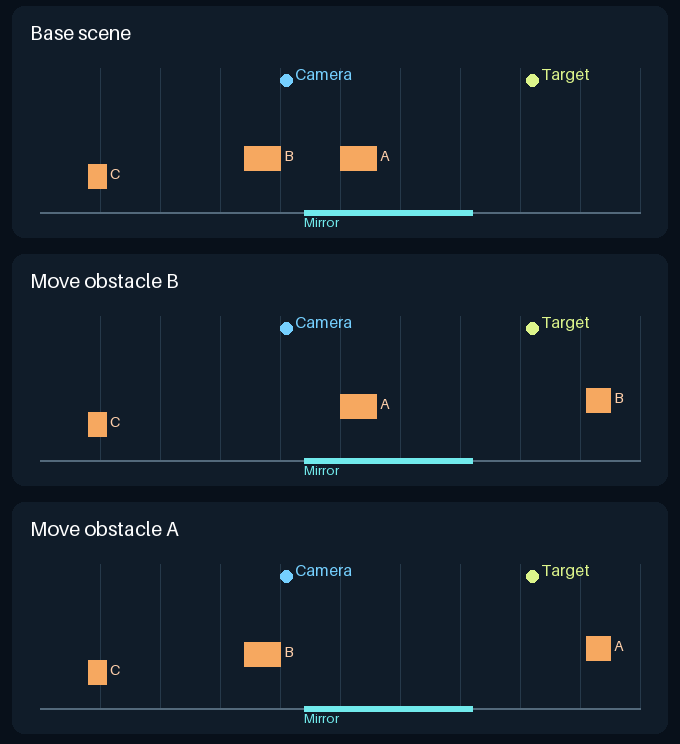 Base scene
Camera
Target
B
A
C
Mirror
Move obstacle B
Camera
Target
B
A
C
Mirror
Move obstacle A
Camera
Target
A
B
C
Mirror